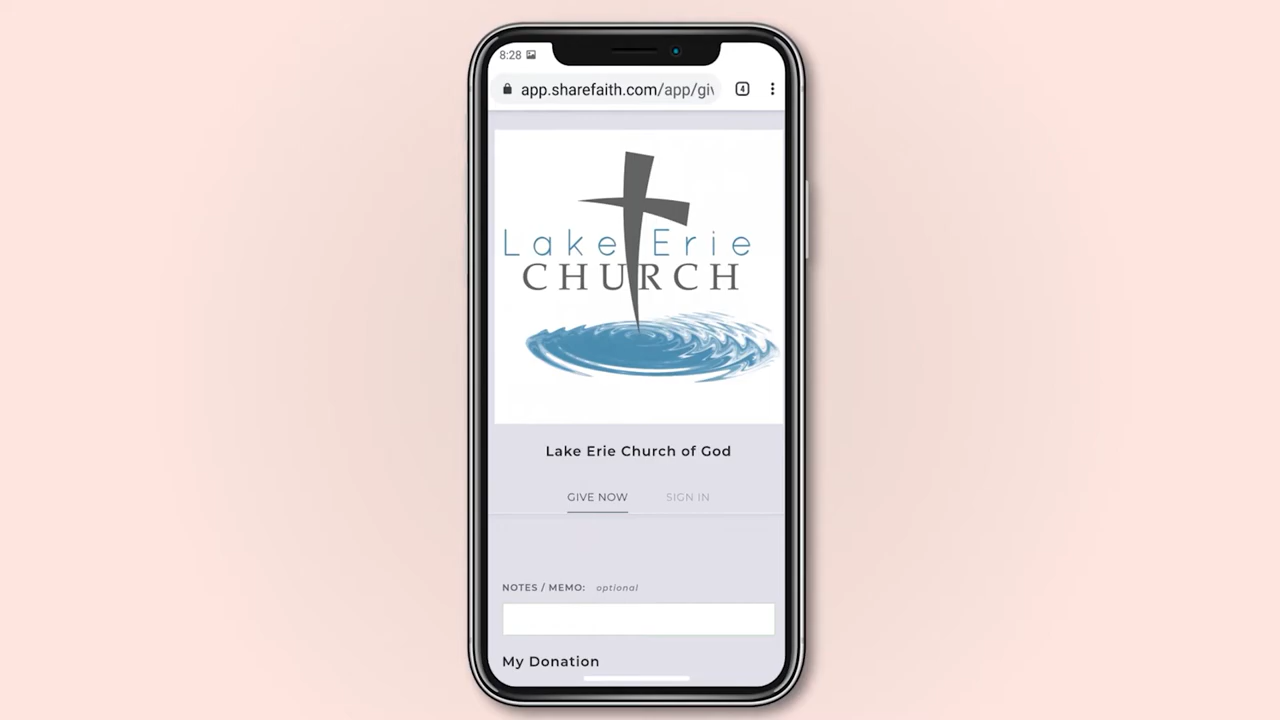 8:28
app.sharefaith.com/app/giv
4
Lake Erie
CHURCH
Lake Erie Church of God
GIVE NOW SIGN IN
NOTES / MEMO: optional
My Donation